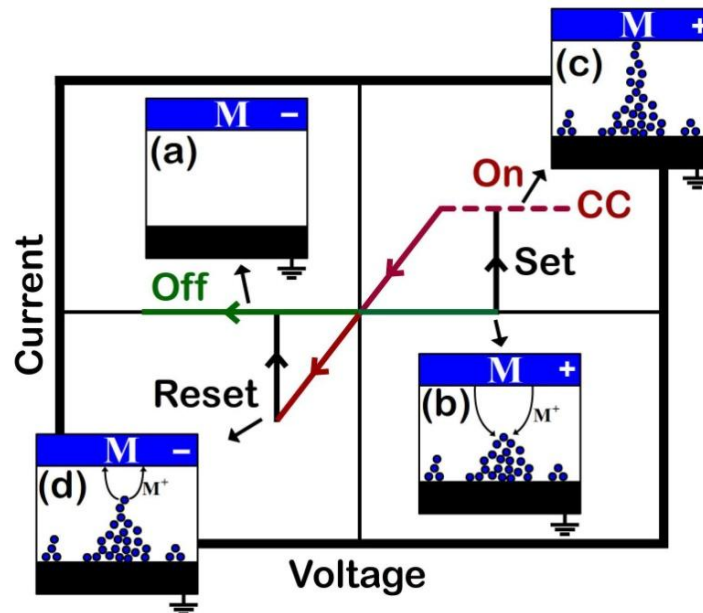 M +
(c)
M −
(a)
On
CC
Set
Off
Current
M +
(b)
M⁺
Reset
M −
(d)
M⁺
Voltage